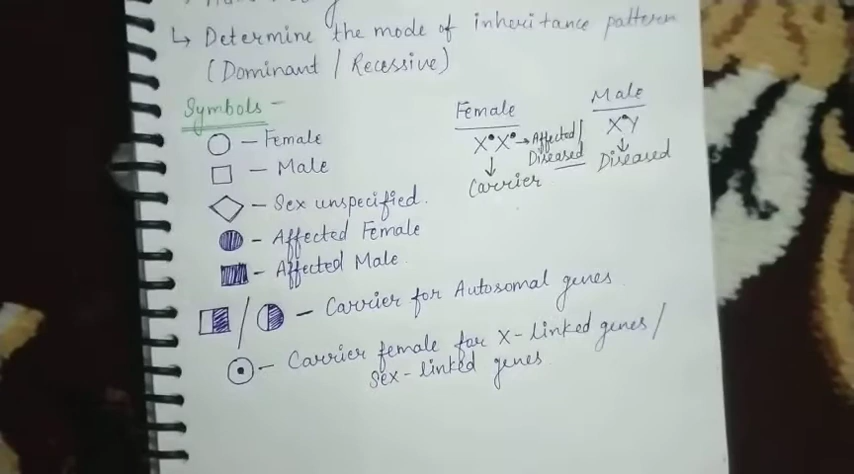 ↳ Determine the mode of inheritance pattern
(Dominant / Recessive)
Symbols -
— Female
— Male
— Sex unspecified.
- Affected Female
- Affected Male.
/ — Carrier for Autosomal genes
— Carrier female for X-linked genes /
Sex-linked genes
Female
X•X• → Affected /
Diseased
↓
Carrier
Male
X•Y
↓
Diseased